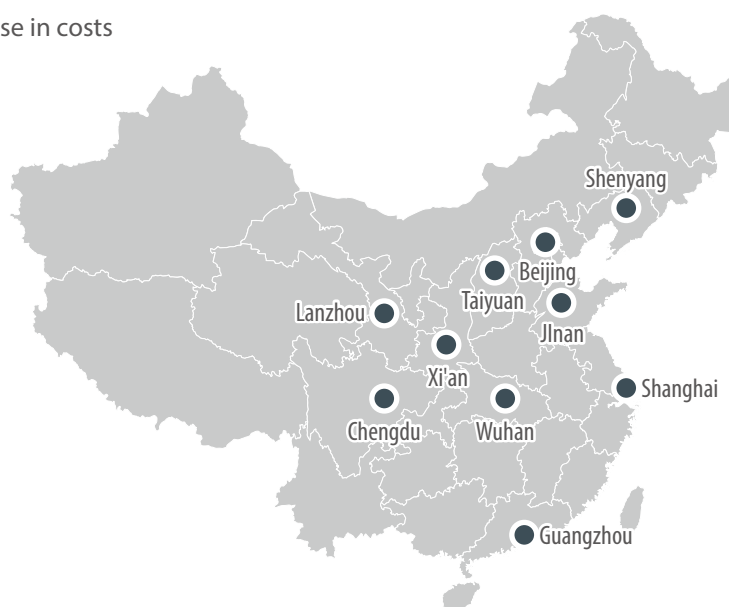 se in costs
Shenyang
Beijing
Taiyuan
Lanzhou
JInan
Xi'an
Shanghai
Chengdu
Wuhan
Guangzhou